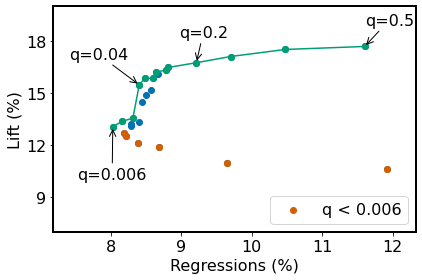 q=0.5
q=0.2
q=0.04
q=0.006
Lift (%)
18
15
12
9
q < 0.006
8
9
10
11
12
Regressions (%)